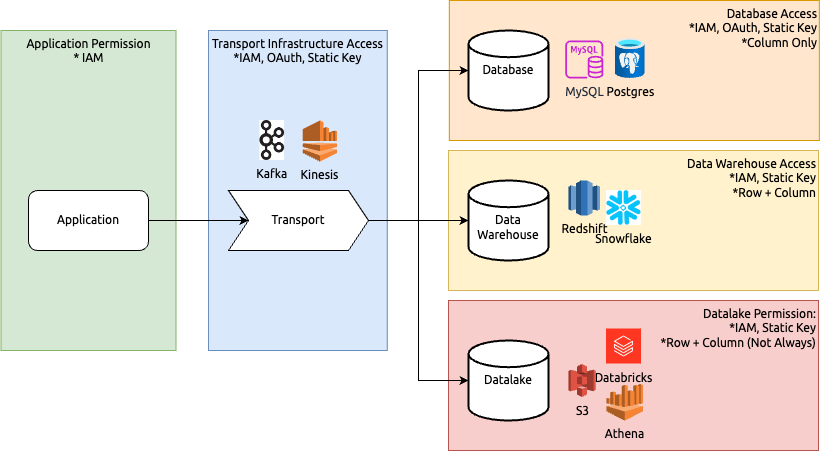 Application Permission
* IAM
Application
Transport Infrastructure Access
*IAM, OAuth, Static Key
Kafka
Kinesis
Transport
Database Access
*IAM, OAuth, Static Key
*Column Only
Database
MySQL
MySQL
Postgres
Data Warehouse Access
*IAM, Static Key
*Row + Column
Data
Warehouse
Redshift
Snowflake
Datalake Permission:
*IAM, Static Key
*Row + Column (Not Always)
Datalake
Databricks
S3
Athena